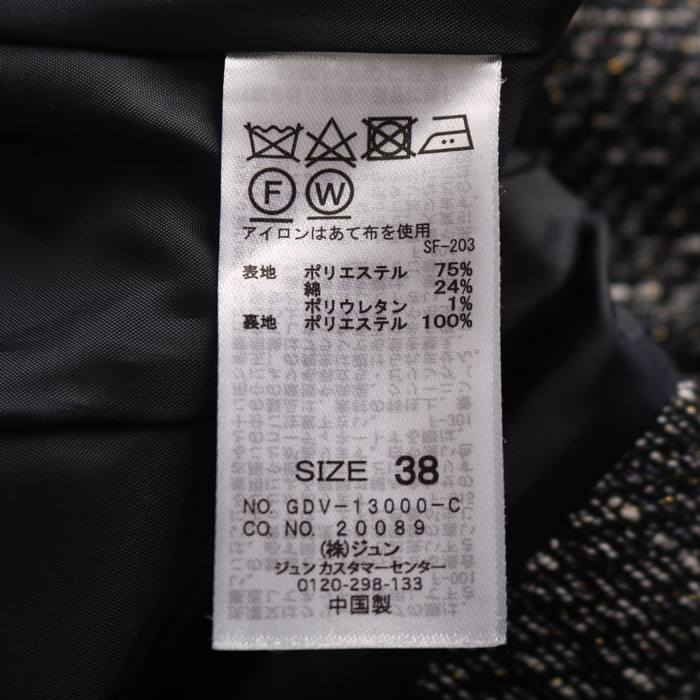 F W
アイロンはあて布を使用
SF-203
表地 ポリエステル 75%
綿 24%
ポリウレタン 1%
裏地 ポリエステル 100%
SIZE 38
NO. GDV-13000-C
CO. NO. 20089
(株)ジュン
ジュン カスタマーセンター
0120-298-133
中国製